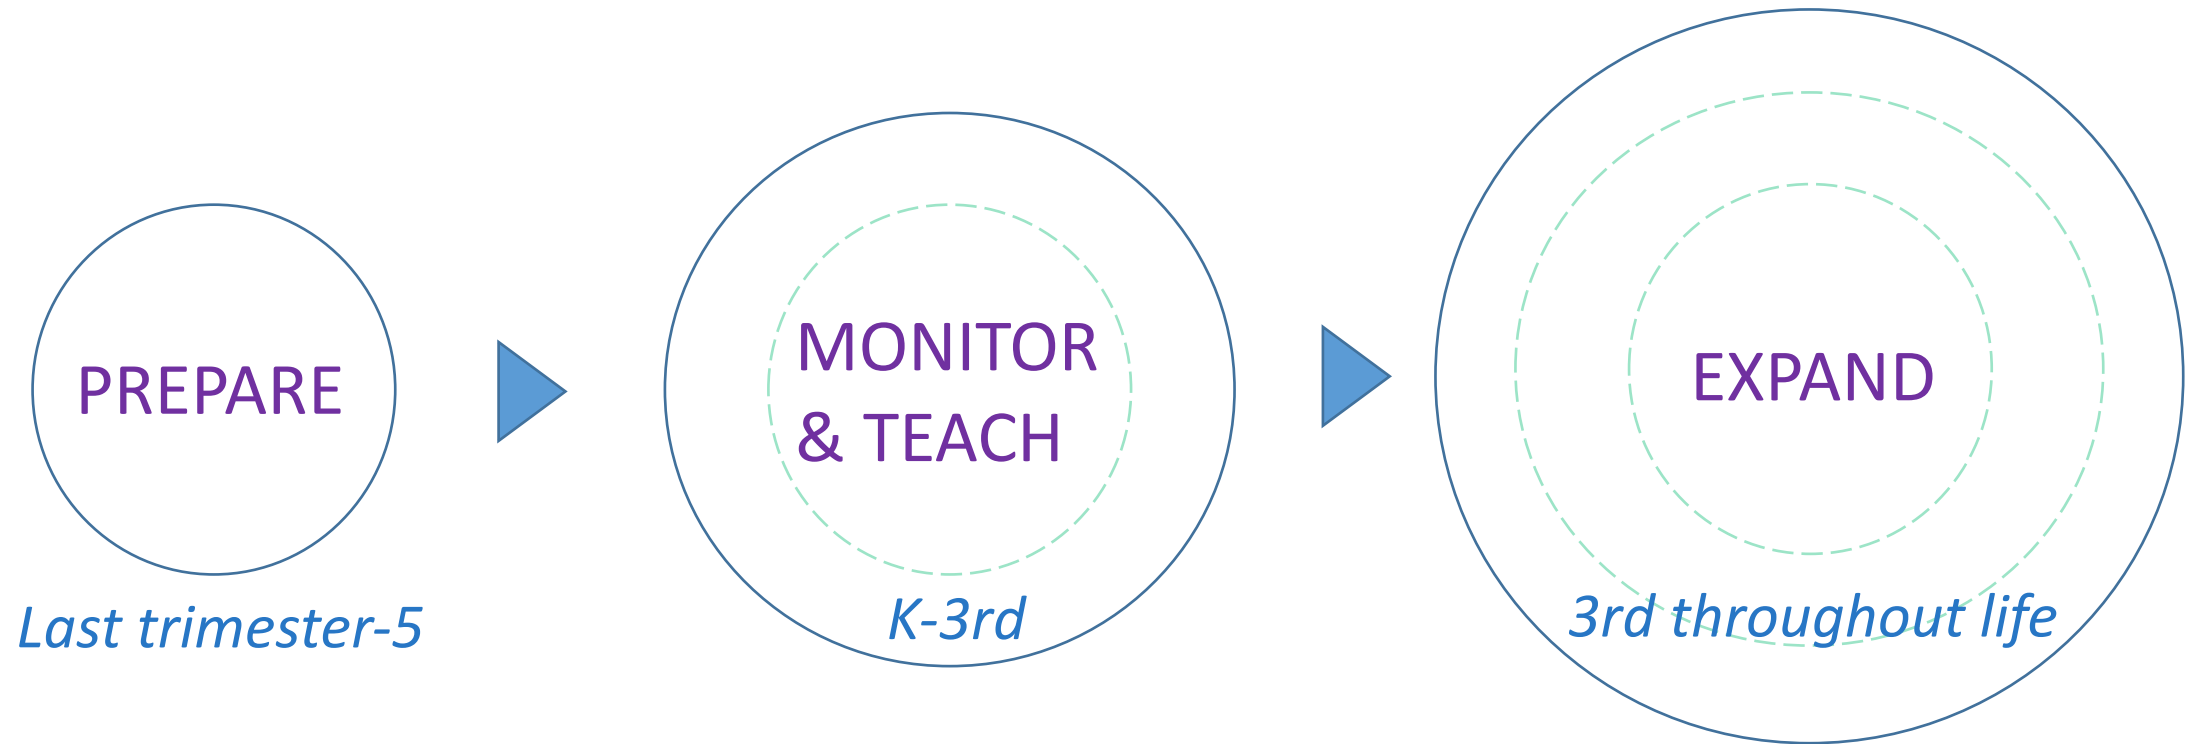 PREPARE
Last trimester-5
MONITOR
& TEACH
K-3rd
EXPAND
3rd throughout life